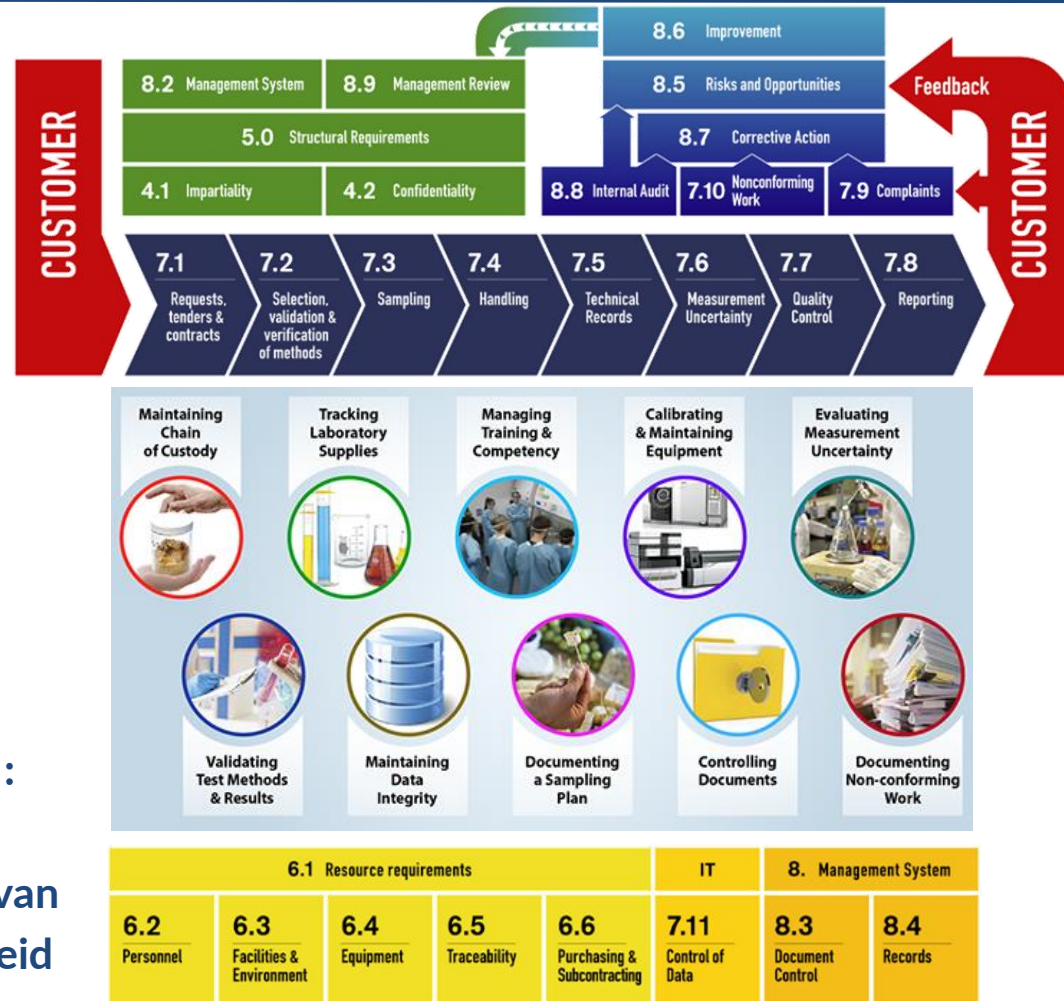 8.6 Improvement
8.2 Management System
8.9 Management Review
8.5 Risks and Opportunities
Feedback
CUSTOMER
5.0 Structural Requirements
8.7 Corrective Action
CUSTOMER
4.1 Impartiality
4.2 Confidentiality
8.8 Internal Audit
7.10 Nonconforming
Work
7.9 Complaints
7.1
Requests,
tenders &
contracts
7.2
Selection,
validation &
verification
of methods
7.3
Sampling
7.4
Handling
7.5
Technical
Records
7.6
Measurement
Uncertainty
7.7
Quality
Control
7.8
Reporting
Maintaining
Chain
of Custody
Tracking
Laboratory
Supplies
Managing
Training &
Competency
Calibrating
& Maintaining
Equipment
Evaluating
Measurement
Uncertainty
Validating
Test Methods
& Results
Maintaining
Data
Integrity
Documenting
a Sampling
Plan
Controlling
Documents
Documenting
Non-conforming
Work
:
van
eid
6.1 Resource requirements
IT
8. Management System
6.2
Personnel
6.3
Facilities &
Environment
6.4
Equipment
6.5
Traceability
6.6
Purchasing &
Subcontracting
7.11
Control of
Data
8.3
Document
Control
8.4
Records